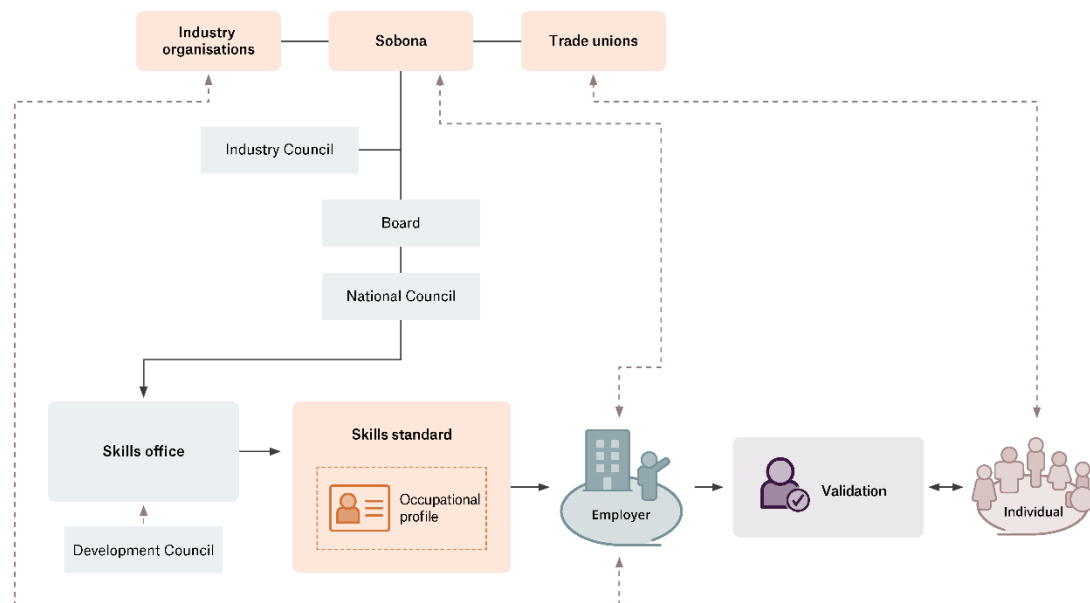 Industry
organisations
Sobona
Trade unions
Industry Council
Board
National Council
Skills office
Skills standard
Occupational
profile
Employer
Validation
Individual
Development Council